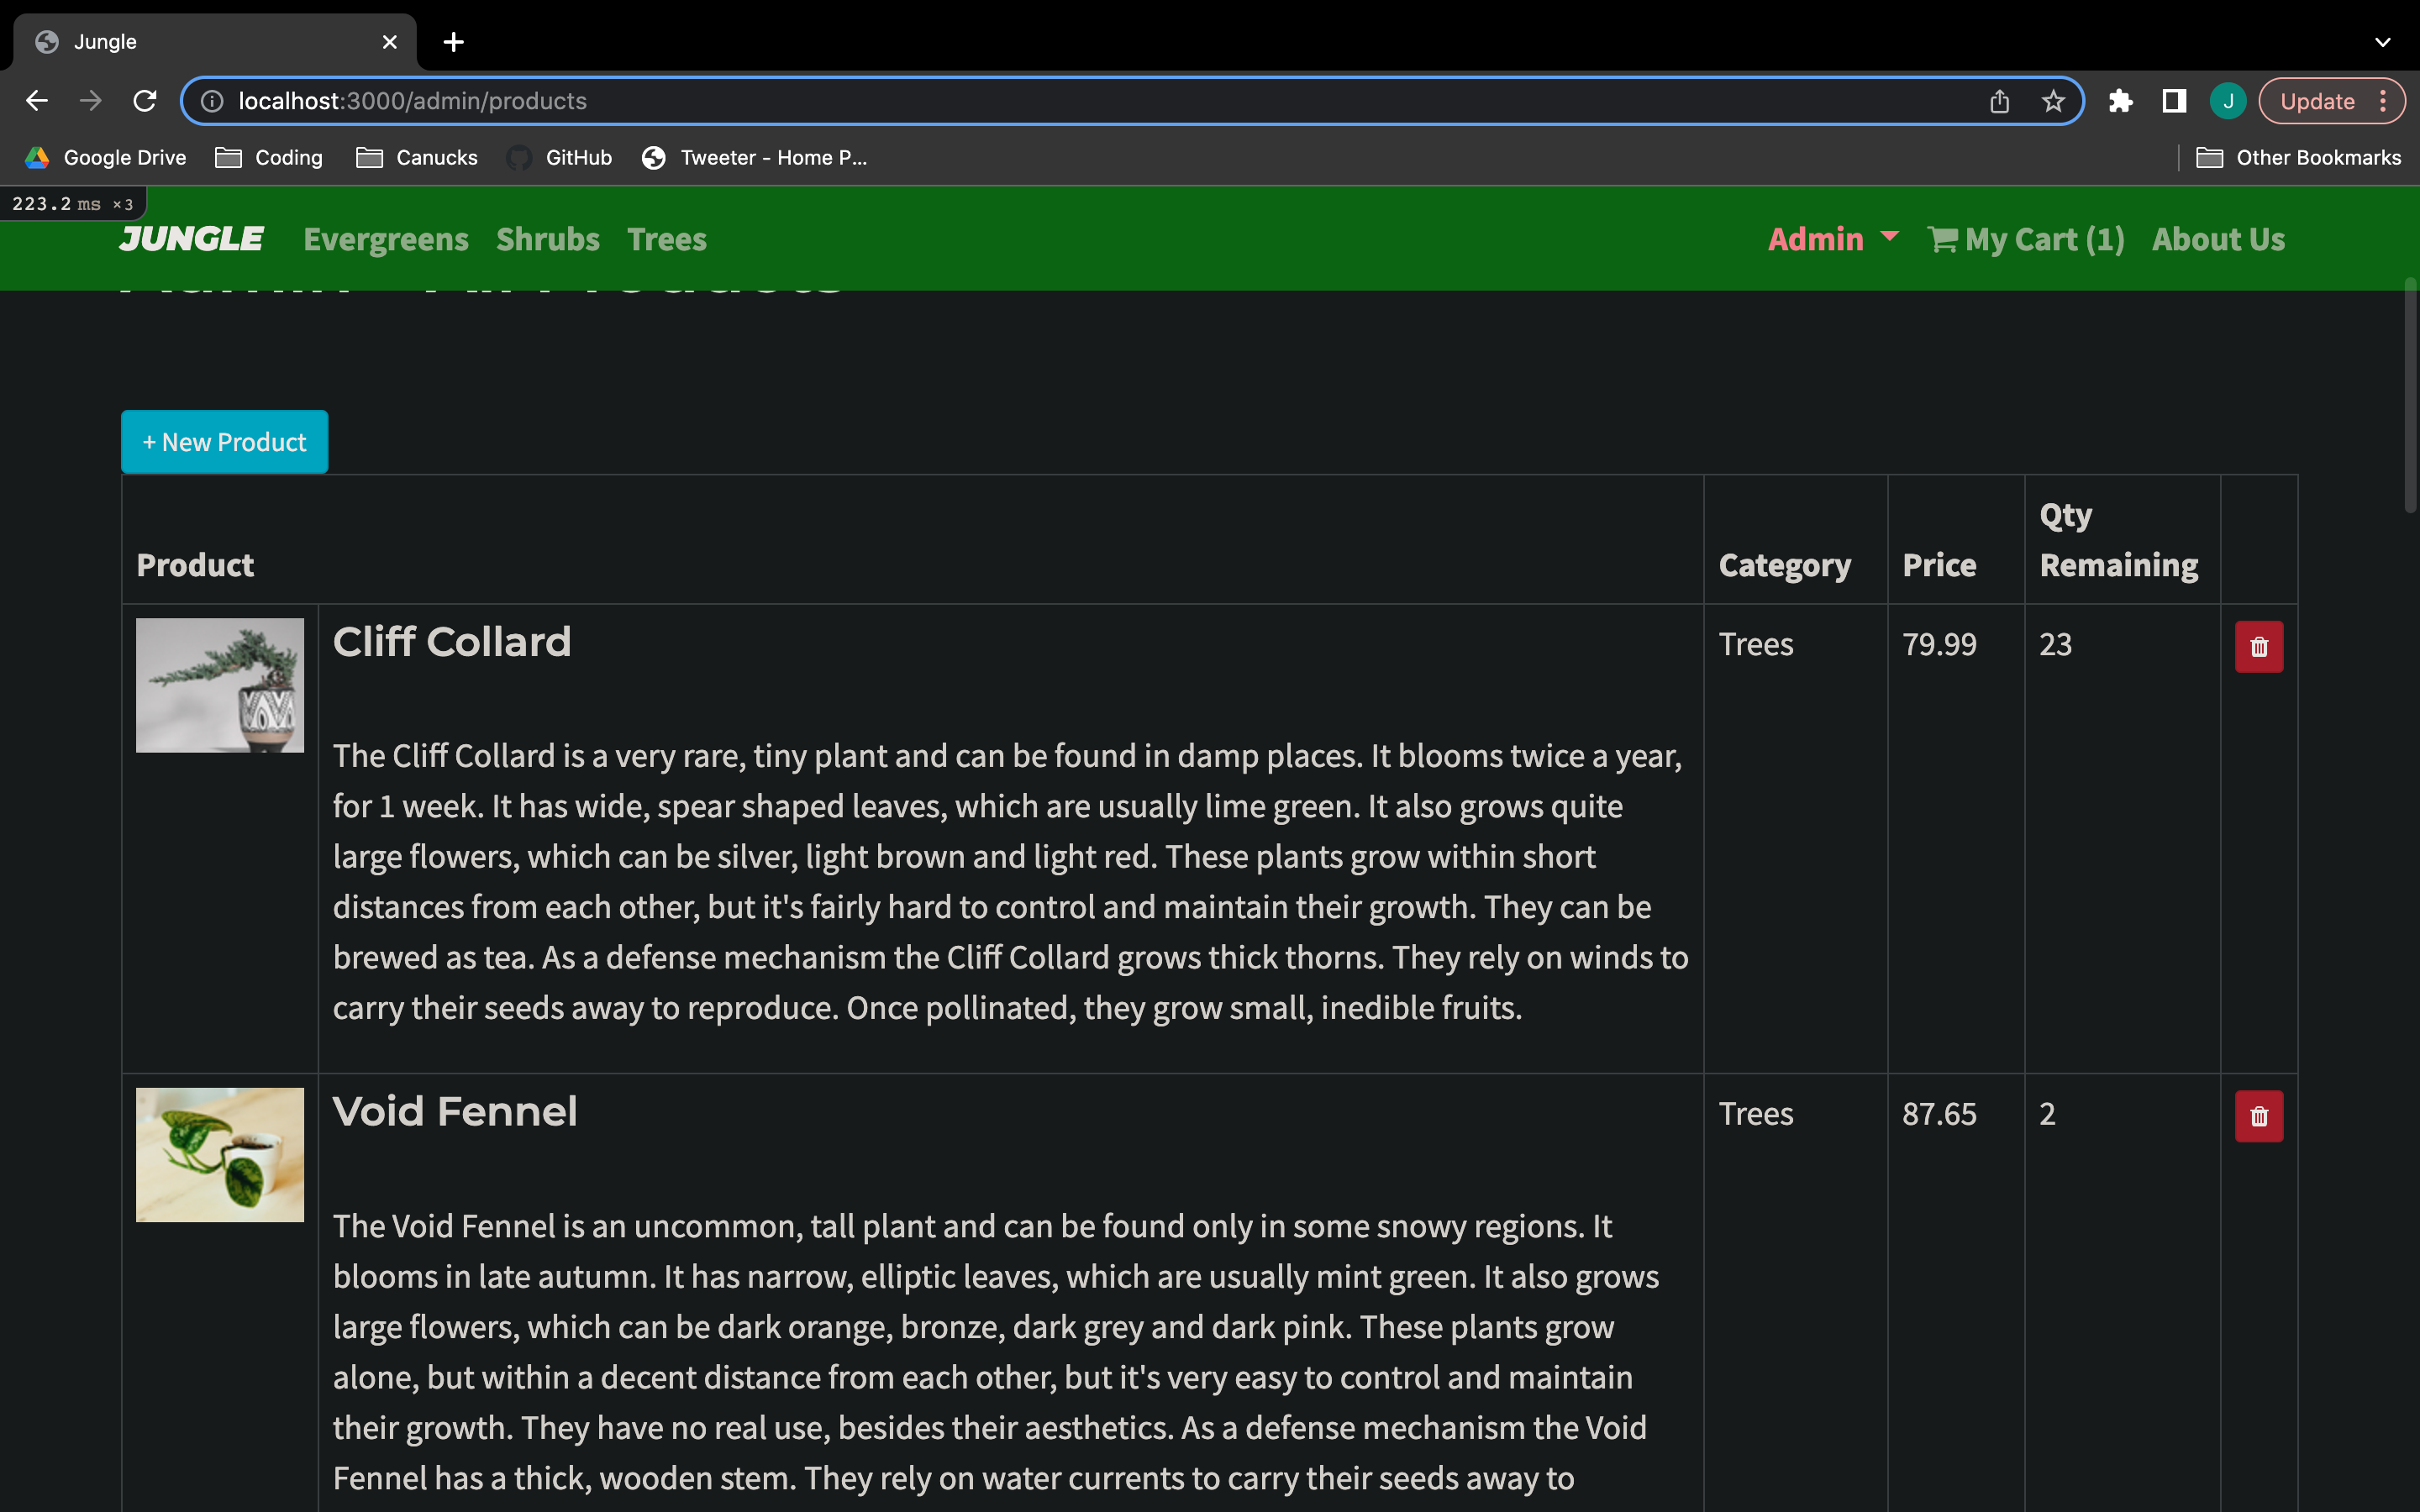 Jungle
localhost:3000/admin/products
J
Update
Google Drive
Coding
Canucks
GitHub
Tweeter - Home P...
Other Bookmarks
223.2 ms ×3
JUNGLE
Evergreens
Shrubs
Trees
Admin
My Cart (1)
About Us
+ New Product
Product
Category
Price
Qty
Remaining
Cliff Collard
Trees
79.99
23
The Cliff Collard is a very rare, tiny plant and can be found in damp places. It blooms twice a year,
for 1 week. It has wide, spear shaped leaves, which are usually lime green. It also grows quite
large flowers, which can be silver, light brown and light red. These plants grow within short
distances from each other, but it's fairly hard to control and maintain their growth. They can be
brewed as tea. As a defense mechanism the Cliff Collard grows thick thorns. They rely on winds to
carry their seeds away to reproduce. Once pollinated, they grow small, inedible fruits.
Void Fennel
Trees
87.65
2
The Void Fennel is an uncommon, tall plant and can be found only in some snowy regions. It
blooms in late autumn. It has narrow, elliptic leaves, which are usually mint green. It also grows
large flowers, which can be dark orange, bronze, dark grey and dark pink. These plants grow
alone, but within a decent distance from each other, but it's very easy to control and maintain
their growth. They have no real use, besides their aesthetics. As a defense mechanism the Void
Fennel has a thick, wooden stem. They rely on water currents to carry their seeds away to